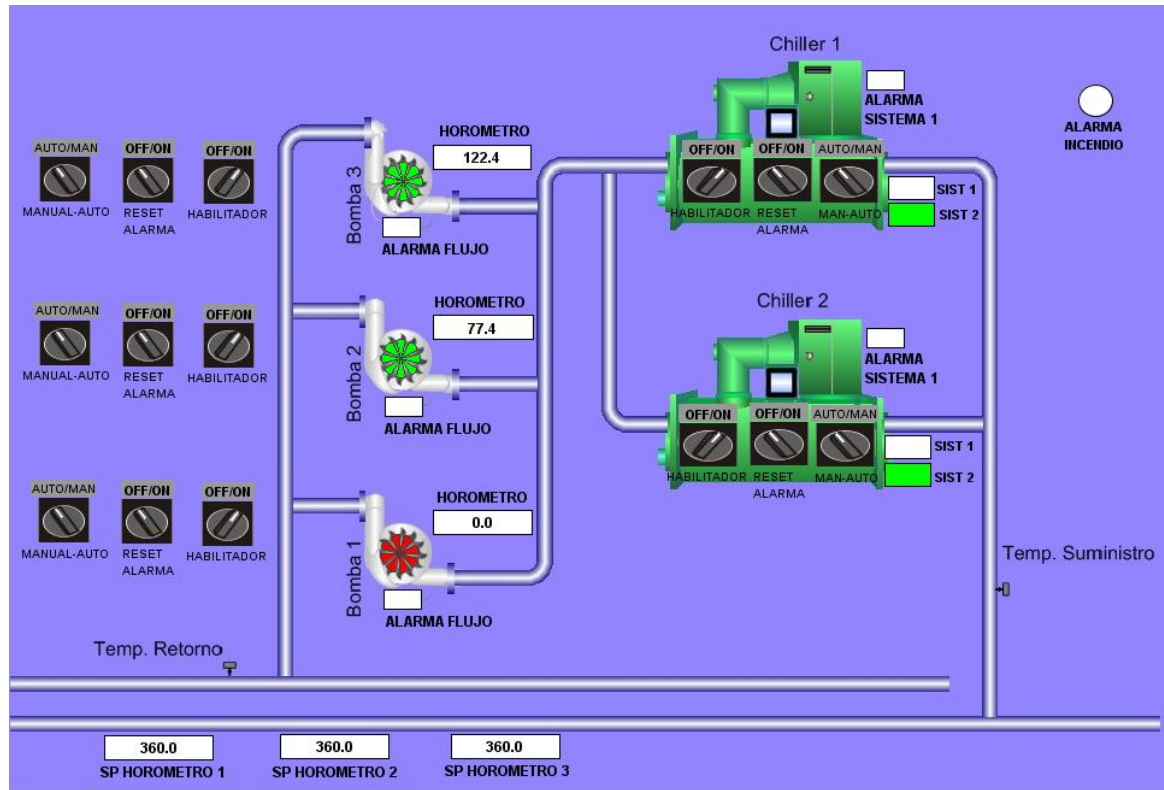 Chiller 1
ALARMA
SISTEMA 1
ALARMA
INCENDIO
AUTO/MAN
OFF/ON
OFF/ON
MANUAL-AUTO
RESET
ALARMA
HABILITADOR
Bomba 3
HOROMETRO
122.4
ALARMA FLUJO
OFF/ON
OFF/ON
AUTO/MAN
HABILITADOR
RESET
ALARMA
MAN-AUTO
SIST 1
SIST 2
AUTO/MAN
OFF/ON
OFF/ON
MANUAL-AUTO
RESET
ALARMA
HABILITADOR
Bomba 2
HOROMETRO
77.4
ALARMA FLUJO
Chiller 2
ALARMA
SISTEMA 1
OFF/ON
OFF/ON
AUTO/MAN
HABILITADOR
RESET
ALARMA
MAN-AUTO
SIST 1
SIST 2
AUTO/MAN
OFF/ON
OFF/ON
MANUAL-AUTO
RESET
ALARMA
HABILITADOR
Bomba 1
HOROMETRO
0.0
ALARMA FLUJO
Temp. Suministro
Temp. Retorno
360.0
SP HOROMETRO 1
360.0
SP HOROMETRO 2
360.0
SP HOROMETRO 3